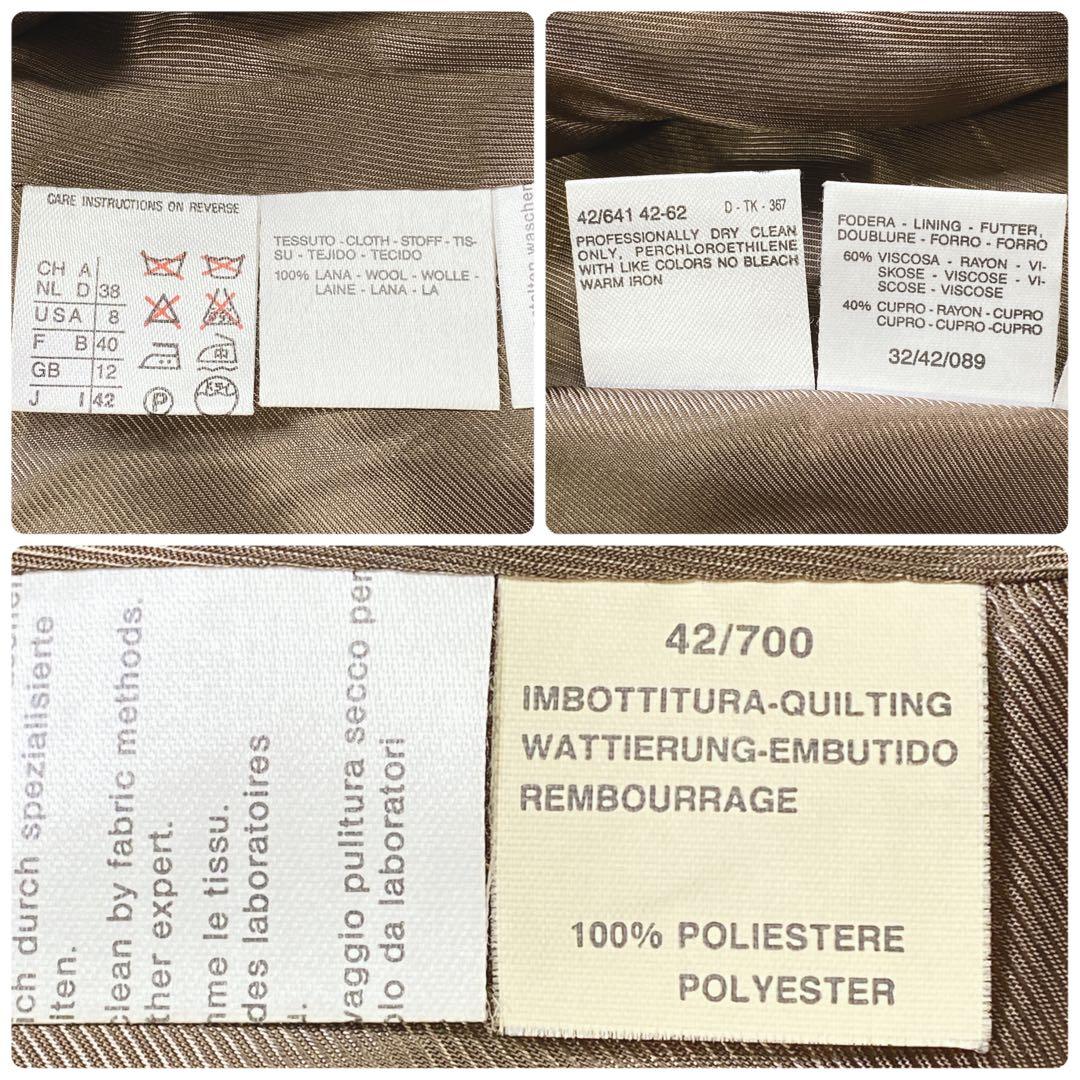 CARE INSTRUCTIONS ON REVERSE
CH A
NL D 38
USA 8
F B 40
GB 12
J I 42
P
TESSUTO - CLOTH - STOFF - TIS-
SU - TEJIDO - TECIDO
100% LANA - WOOL - WOLLE -
LAINE - LANA - LA
waschen
42/641 42-62 D - TK - 367
PROFESSIONALLY DRY CLEAN
ONLY, PERCHLOROETHILENE
WITH LIKE COLORS NO BLEACH
WARM IRON
FODERA - LINING - FUTTER,
DOUBLURE - FORRO - FORRO
60% VISCOSA - RAYON - VI-
SKOSE - VISCOSE - VI-
SCOSE - VISCOSE
40% CUPRO - RAYON - CUPRO
CUPRO - CUPRO -CUPRO
32/42/089
ich durch spezialisierte
iten.
clean by fabric methods.
ther expert.
me le tissu.
des laboratoires
vaggio pulitura secco per
olo da laboratori
42/700
IMBOTTITURA-QUILTING
WATTIERUNG-EMBUTIDO
REMBOURRAGE
100% POLIESTERE
POLYESTER